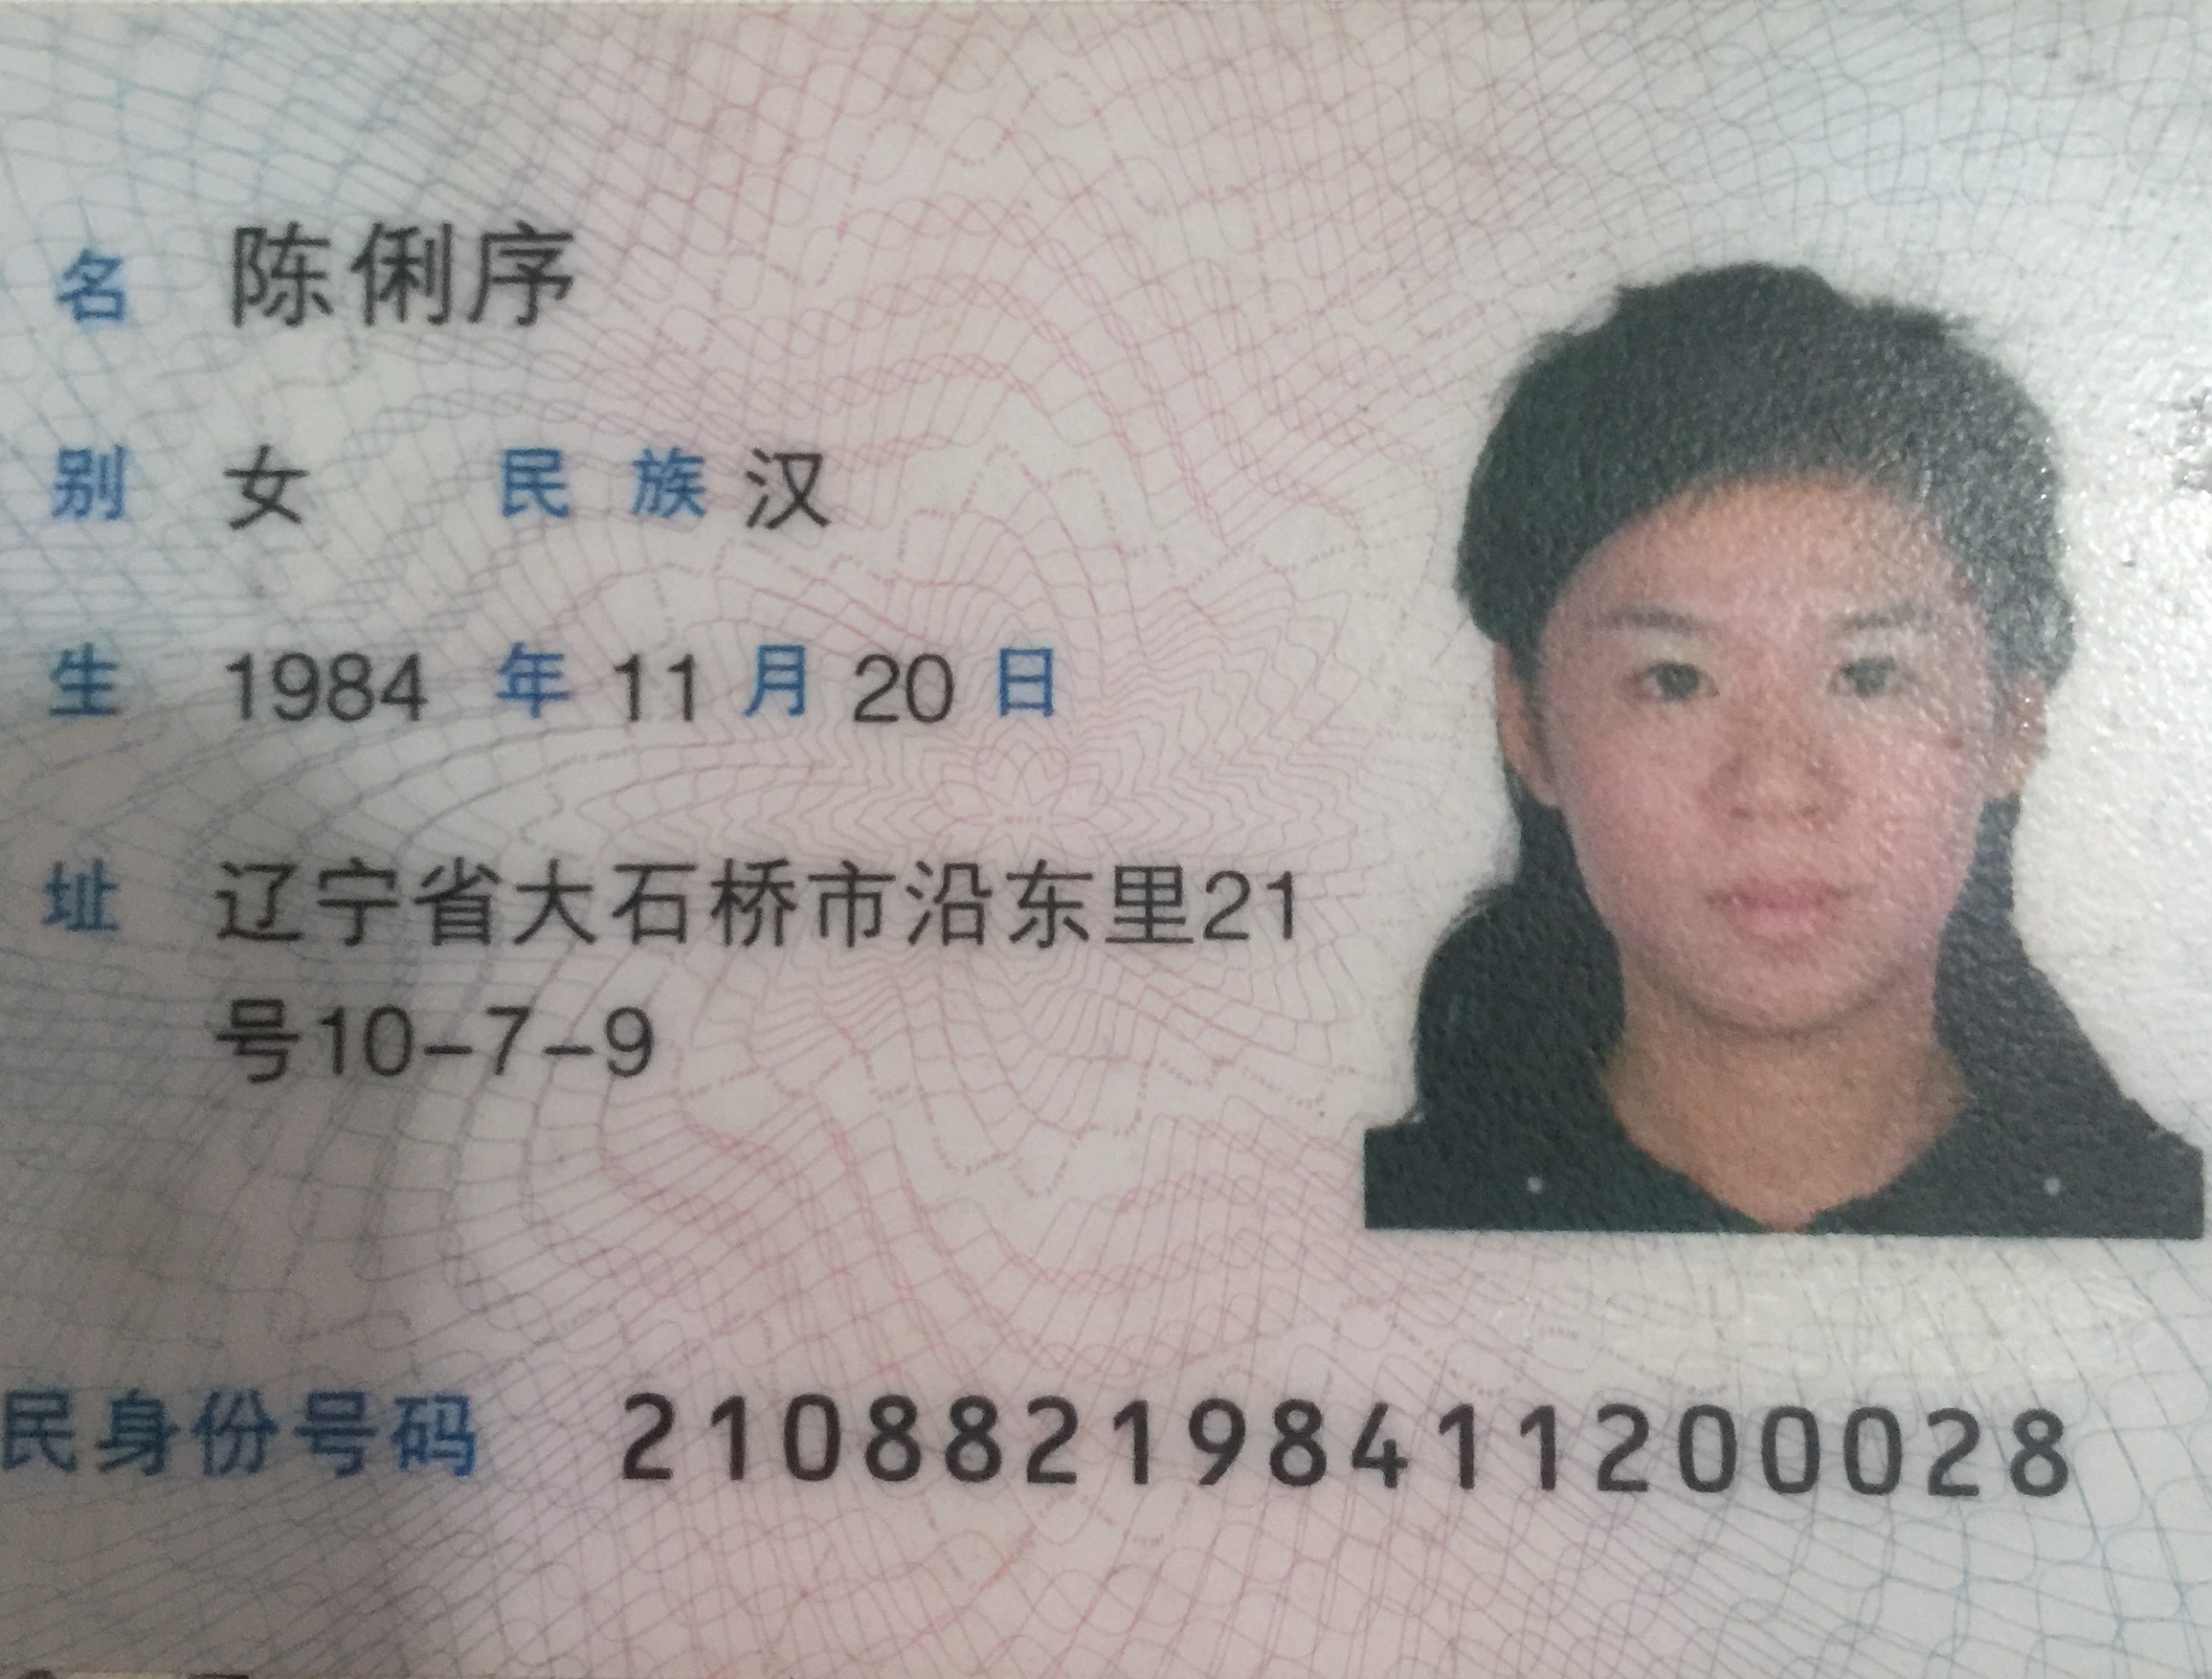 名 陈俐序
别 女 民族 汉
生 1984 年 11 月 20 日
址 辽宁省大石桥市沿东里21
号10-7-9
民身份号码 210882198411200028